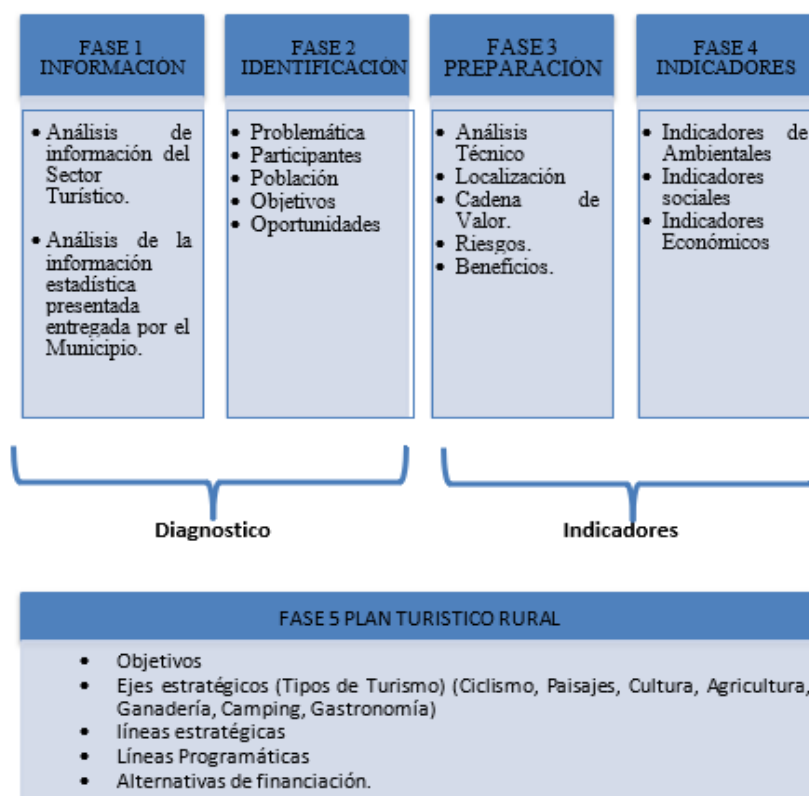 FASE 1
INFORMACIÓN
• Análisis de
información del
Sector
Turístico.
• Análisis de la
información
estadística
presentada
entregada por el
Municipio.
FASE 2
IDENTIFICACIÓN
• Problemática
• Participantes
• Población
• Objetivos
• Oportunidades
FASE 3
PREPARACIÓN
• Análisis
Técnico
• Localización
• Cadena de
Valor.
• Riesgos.
• Beneficios.
FASE 4
INDICADORES
• Indicadores de
Ambientales
• Indicadores
sociales
• Indicadores
Económicos
Diagnostico
Indicadores
FASE 5 PLAN TURISTICO RURAL
• Objetivos
• Ejes estratégicos (Tipos de Turismo) (Ciclismo, Paisajes, Cultura, Agricultura,
Ganadería, Camping, Gastronomía)
• líneas estratégicas
• Líneas Programáticas
• Alternativas de financiación.